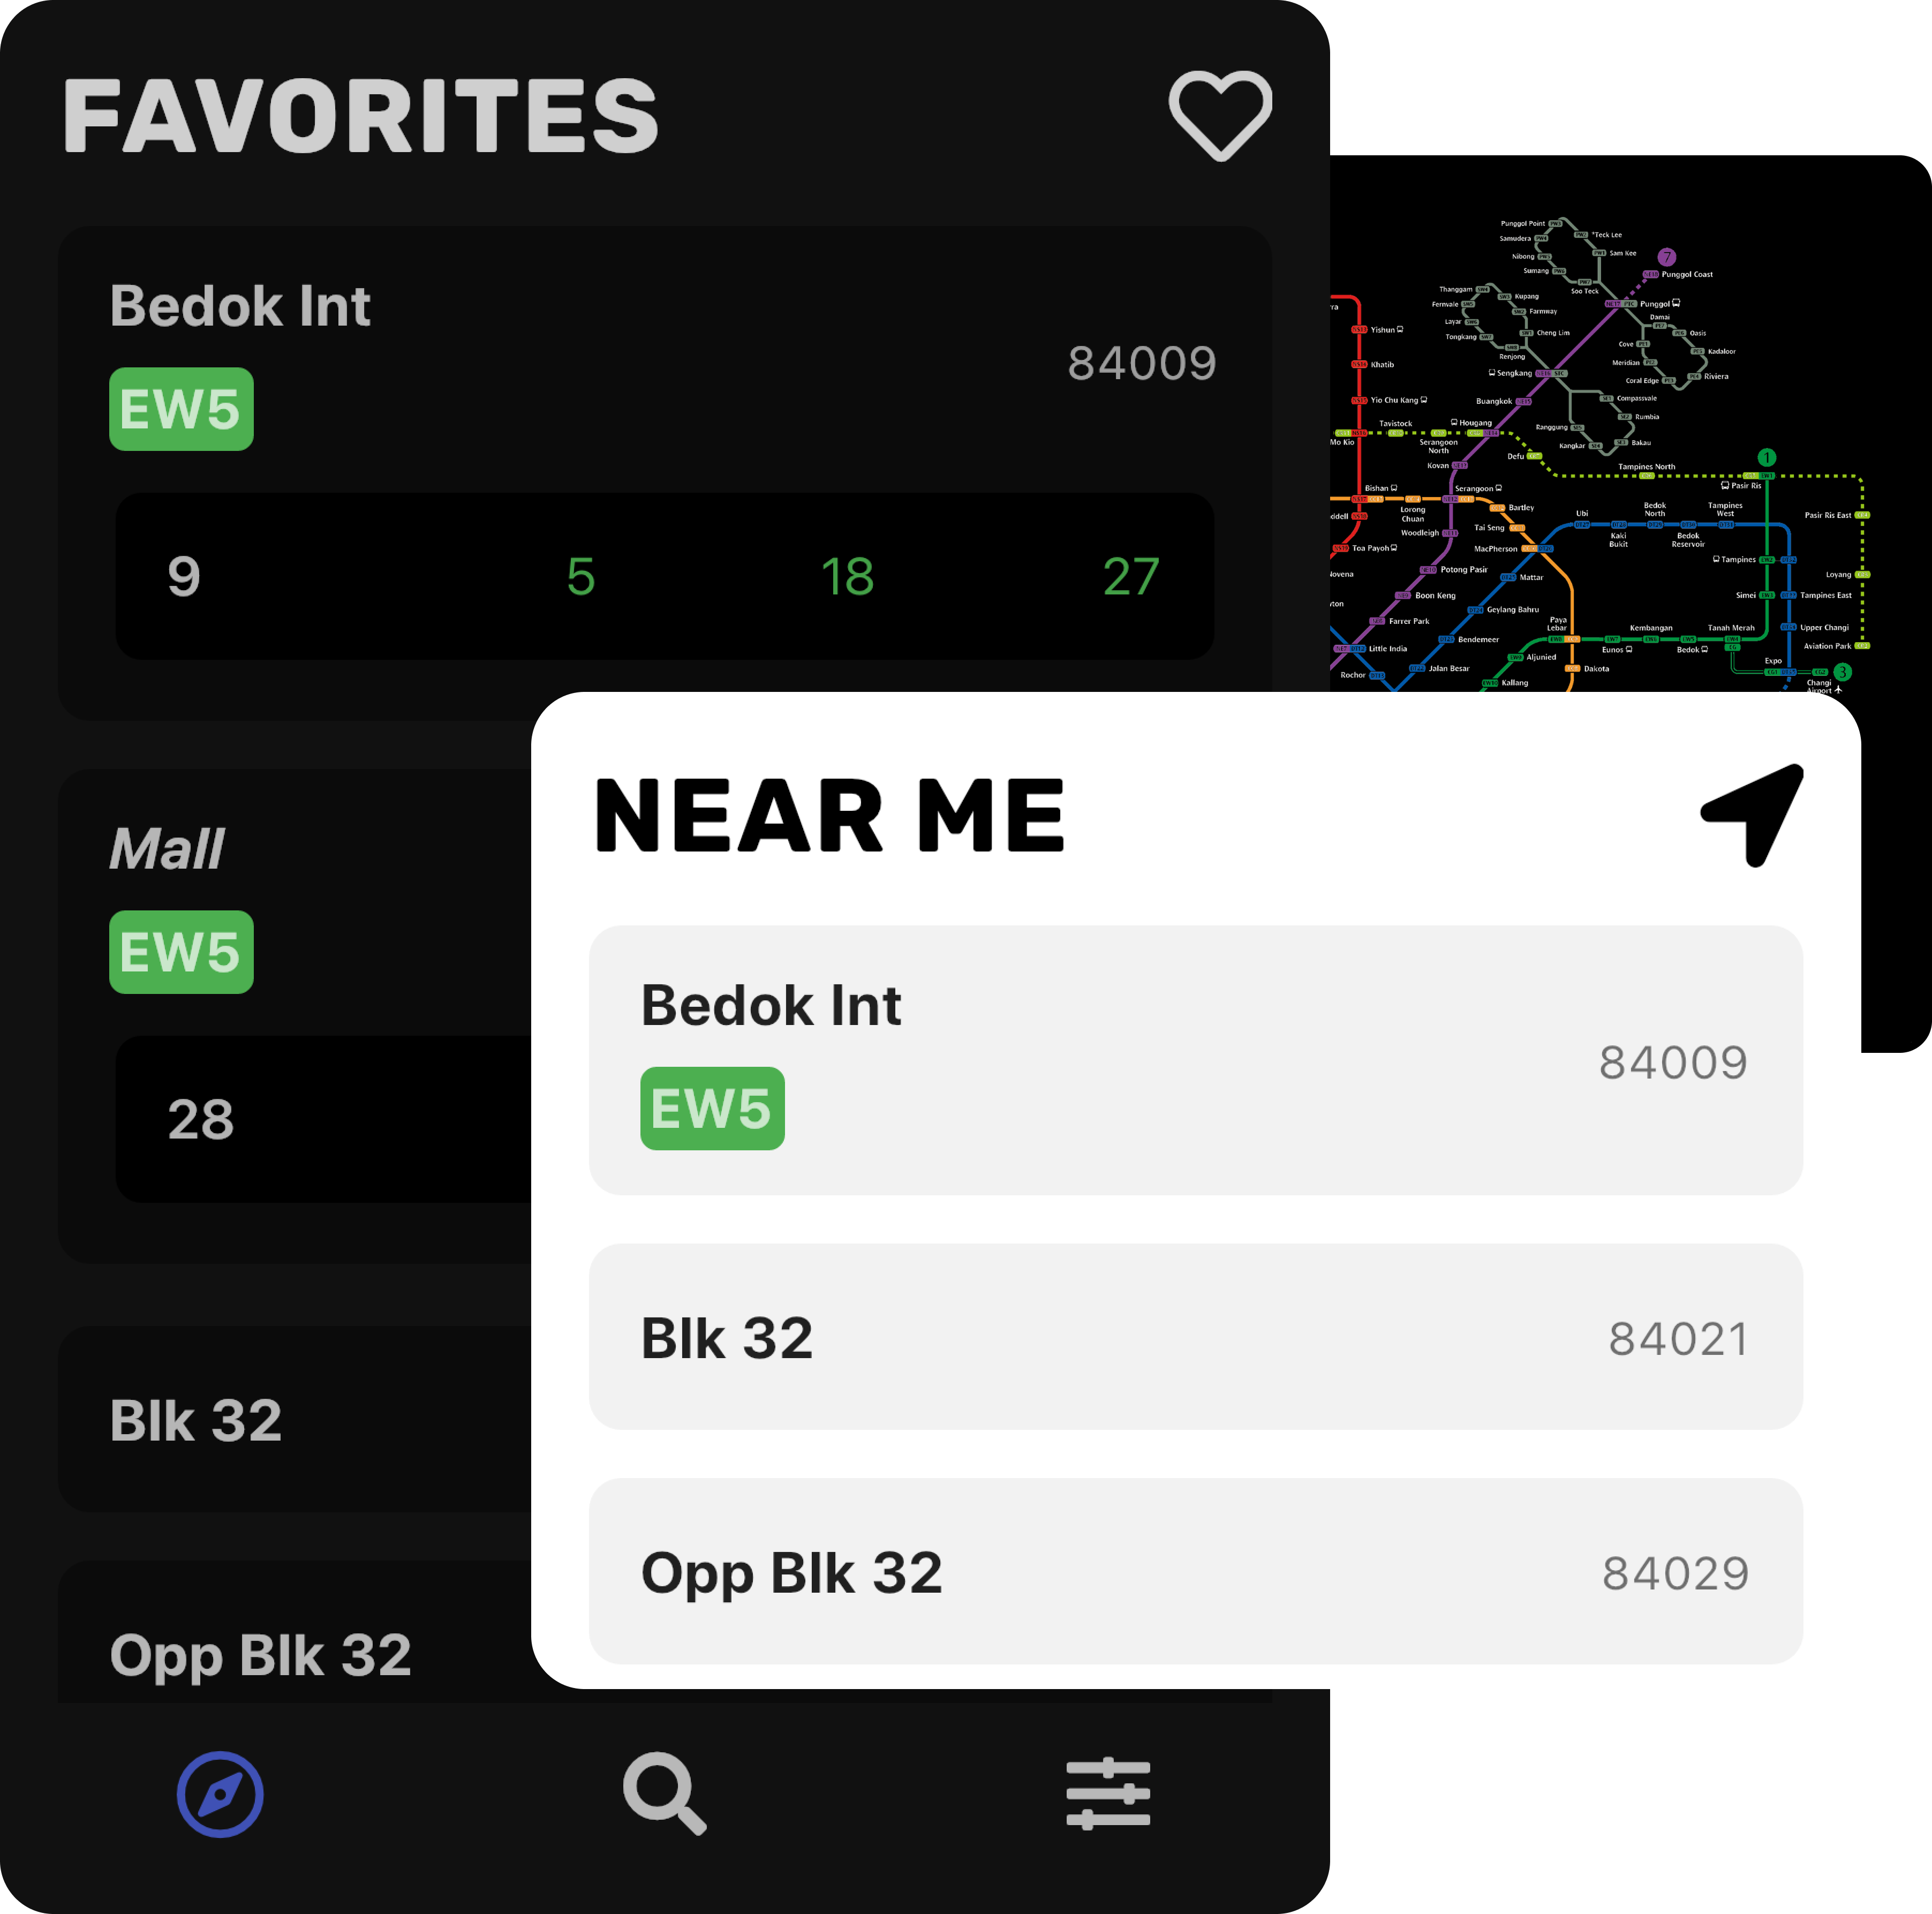 FAVORITES
Bedok Int
EW5
84009
9 5 18 27
Mall
EW5
28
Blk 32
Opp Blk 32
NEAR ME
Bedok Int
EW5
84009
Blk 32
84021
Opp Blk 32
84029
Punggol Point
*Teck Lee
Samudera
Sam Kee
Nibong
Sumang
Soo Teck
7
Punggol Coast
Thanggam
Kupang
Fernvale
Farmway
Layar
Cheng Lim
Tongkang
Renjong
Punggol
Damai
Oasis
Cove
Kadaloor
Meridian
Coral Edge
Riviera
Yishun
Khatib
Sengkang
Yio Chu Kang
Buangkok
Compassvale
Rumbia
Ranggung
Bakau
Kangkar
Tavistock
Hougang
Mo Kio
Serangoon
North
Defu
Kovan
Tampines North
1
Pasir Ris
Bishan
Serangoon
Lorong
Chuan
Bartley
Woodleigh
Tai Seng
Ubi
Bedok
North
Tampines
West
Pasir Ris East
Kaki
Bukit
Bedok
Reservoir
Toa Payoh
MacPherson
Tampines
Potong Pasir
Mattar
Loyang
Boon Keng
Simei
Tampines East
Geylang Bahru
Farrer Park
Paya
Lebar
Kembangan
Tanah Merah
Upper Changi
Bendemeer
Eunos
Bedok
Aviation Park
Little India
Aljunied
Expo
Rochor
Jalan Besar
Dakota
3
Kallang
Changi
Airport